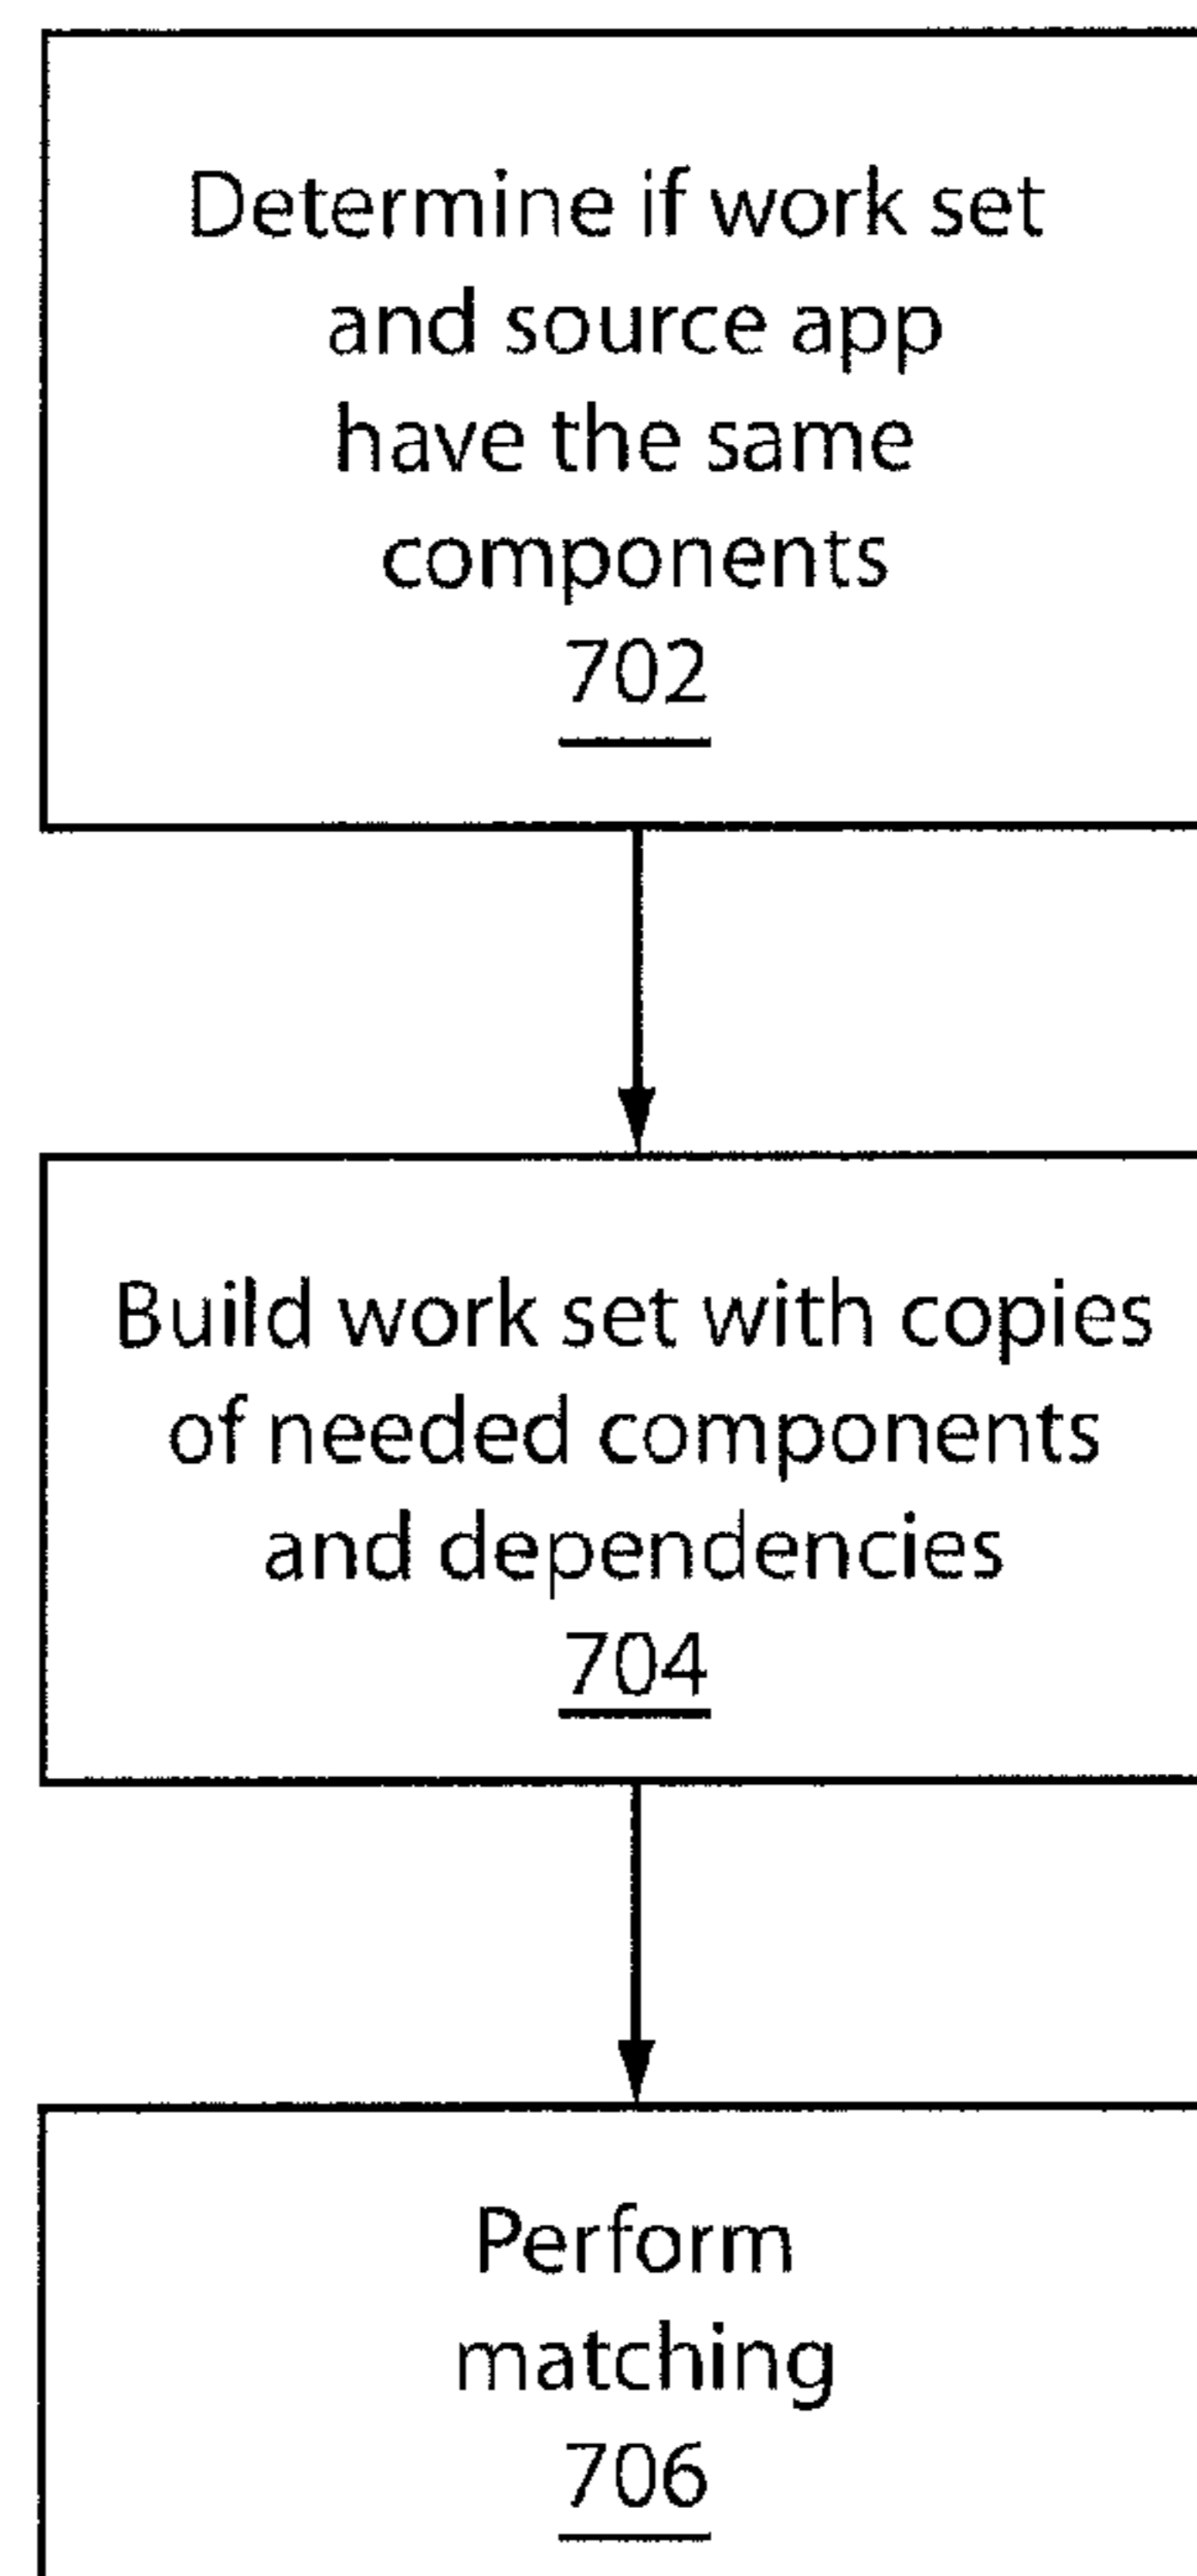 Determine if work set
and source app
have the same
components
702
Build work set with copies
of needed components
and dependencies
704
Perform
matching
706